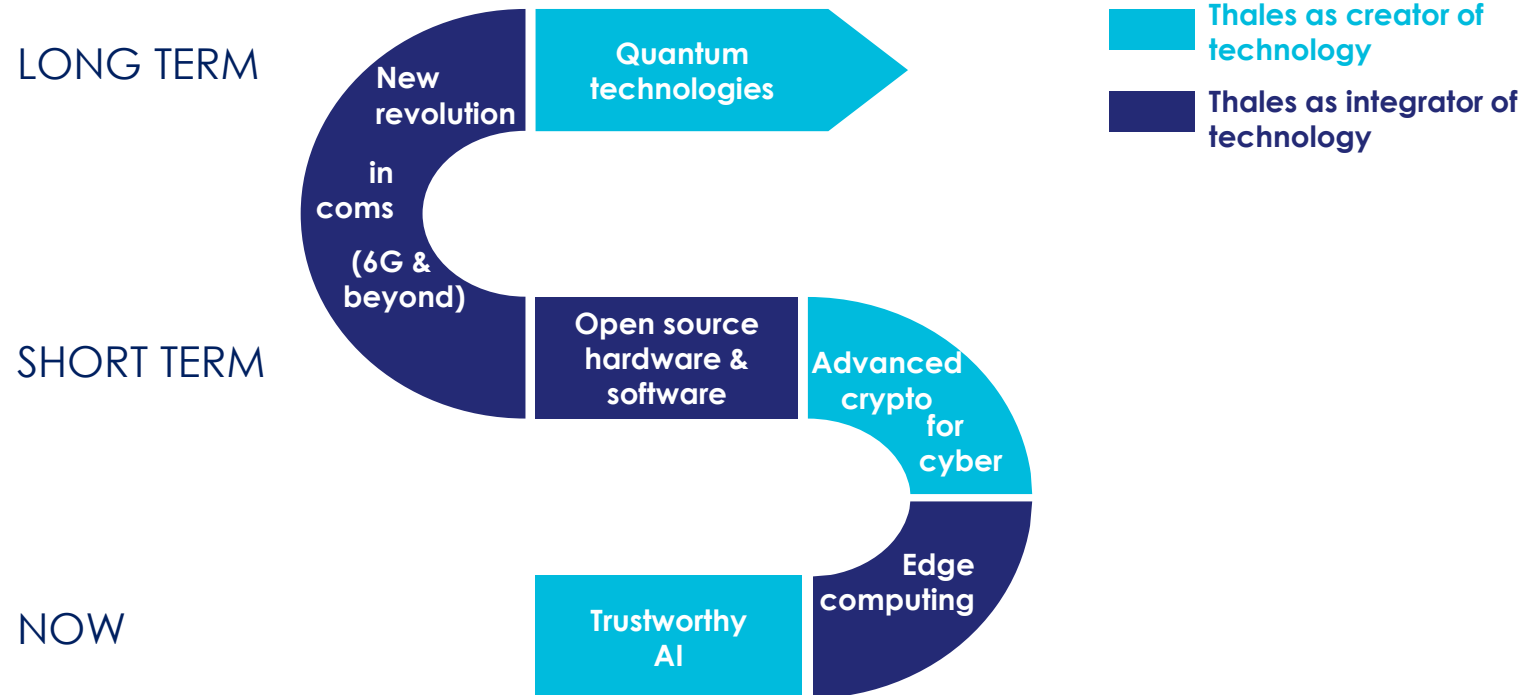 LONG TERM
New
revolution
in
coms
(6G &
beyond)
Quantum
technologies
Thales as creator of
technology
Thales as integrator of
technology
SHORT TERM
Open source
hardware &
software
Advanced
crypto
for
cyber
NOW
Trustworthy
AI
Edge
computing